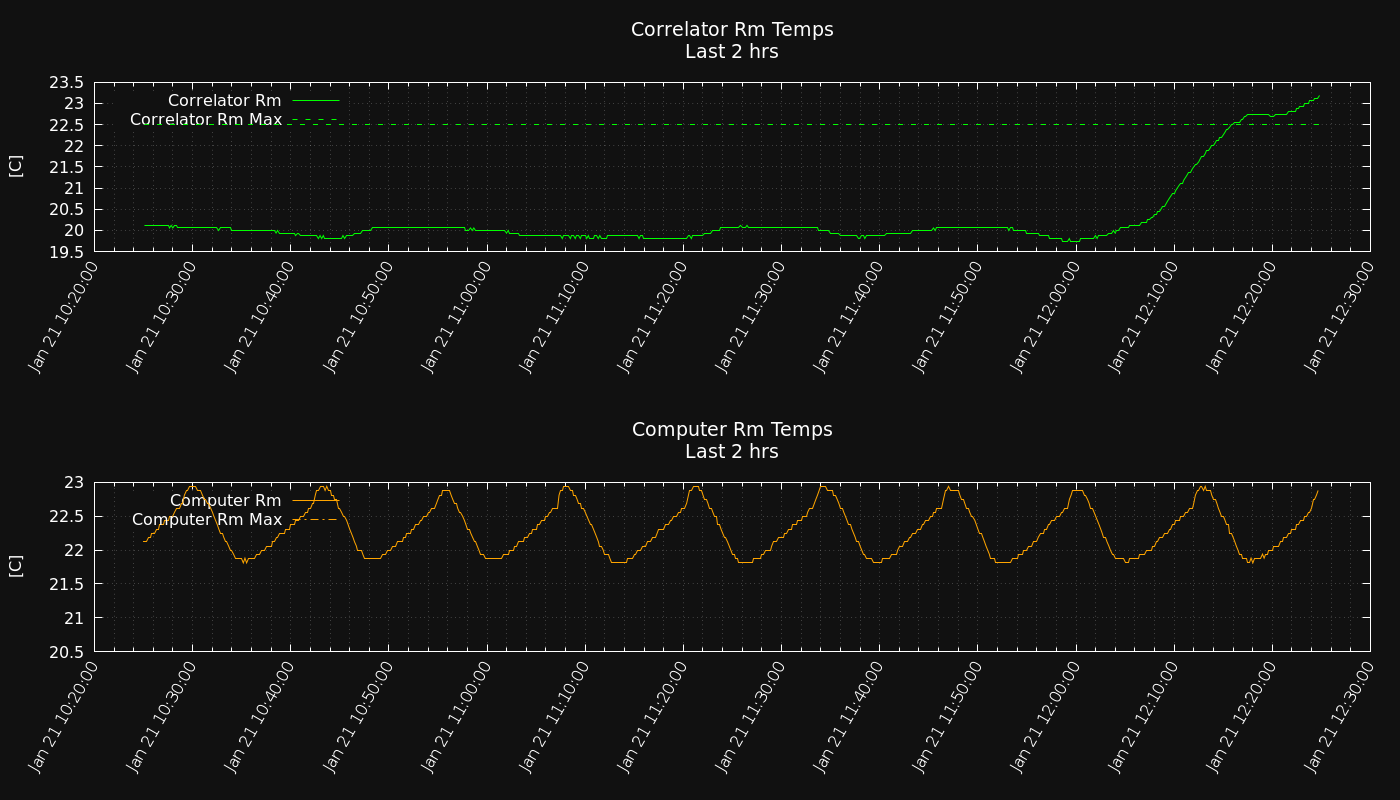 Correlator Rm Temps
Last 2 hrs
23.5
23
22.5
22
21.5
21
20.5
20
19.5
[C]
Correlator Rm
Correlator Rm Max
Jan 21 10:20:00
Jan 21 10:30:00
Jan 21 10:40:00
Jan 21 10:50:00
Jan 21 11:00:00
Jan 21 11:10:00
Jan 21 11:20:00
Jan 21 11:30:00
Jan 21 11:40:00
Jan 21 11:50:00
Jan 21 12:00:00
Jan 21 12:10:00
Jan 21 12:20:00
Jan 21 12:30:00
Computer Rm Temps
Last 2 hrs
23
22.5
22
21.5
21
20.5
[C]
Computer Rm
Computer Rm Max
Jan 21 10:20:00
Jan 21 10:30:00
Jan 21 10:40:00
Jan 21 10:50:00
Jan 21 11:00:00
Jan 21 11:10:00
Jan 21 11:20:00
Jan 21 11:30:00
Jan 21 11:40:00
Jan 21 11:50:00
Jan 21 12:00:00
Jan 21 12:10:00
Jan 21 12:20:00
Jan 21 12:30:00